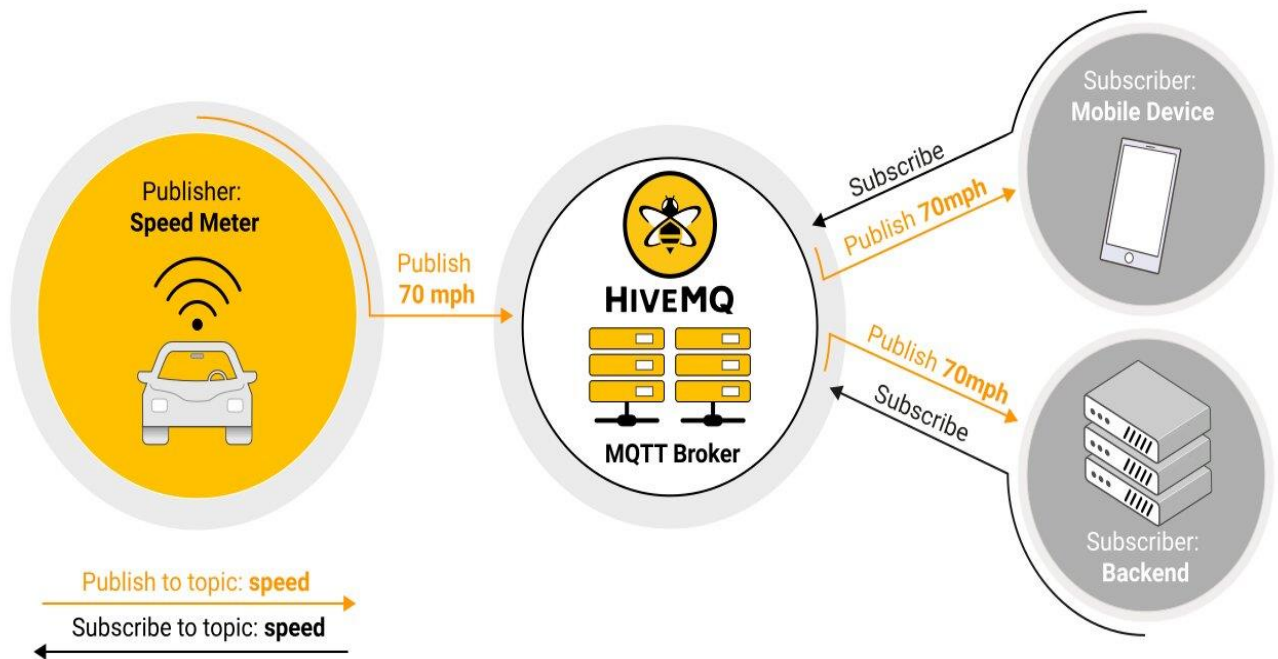 Publisher:
Speed Meter
Publish
70 mph
HIVEMQ
MQTT Broker
Subscribe
Publish 70mph
Subscriber:
Mobile Device
Publish 70mph
Subscribe
Subscriber:
Backend
Publish to topic: speed
Subscribe to topic: speed